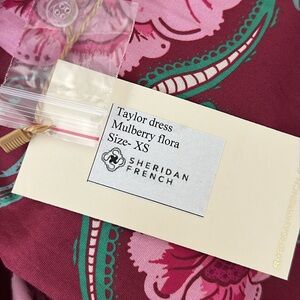 Taylor dress
Mulberry flora
Size- XS
SHERIDAN
FRENCH